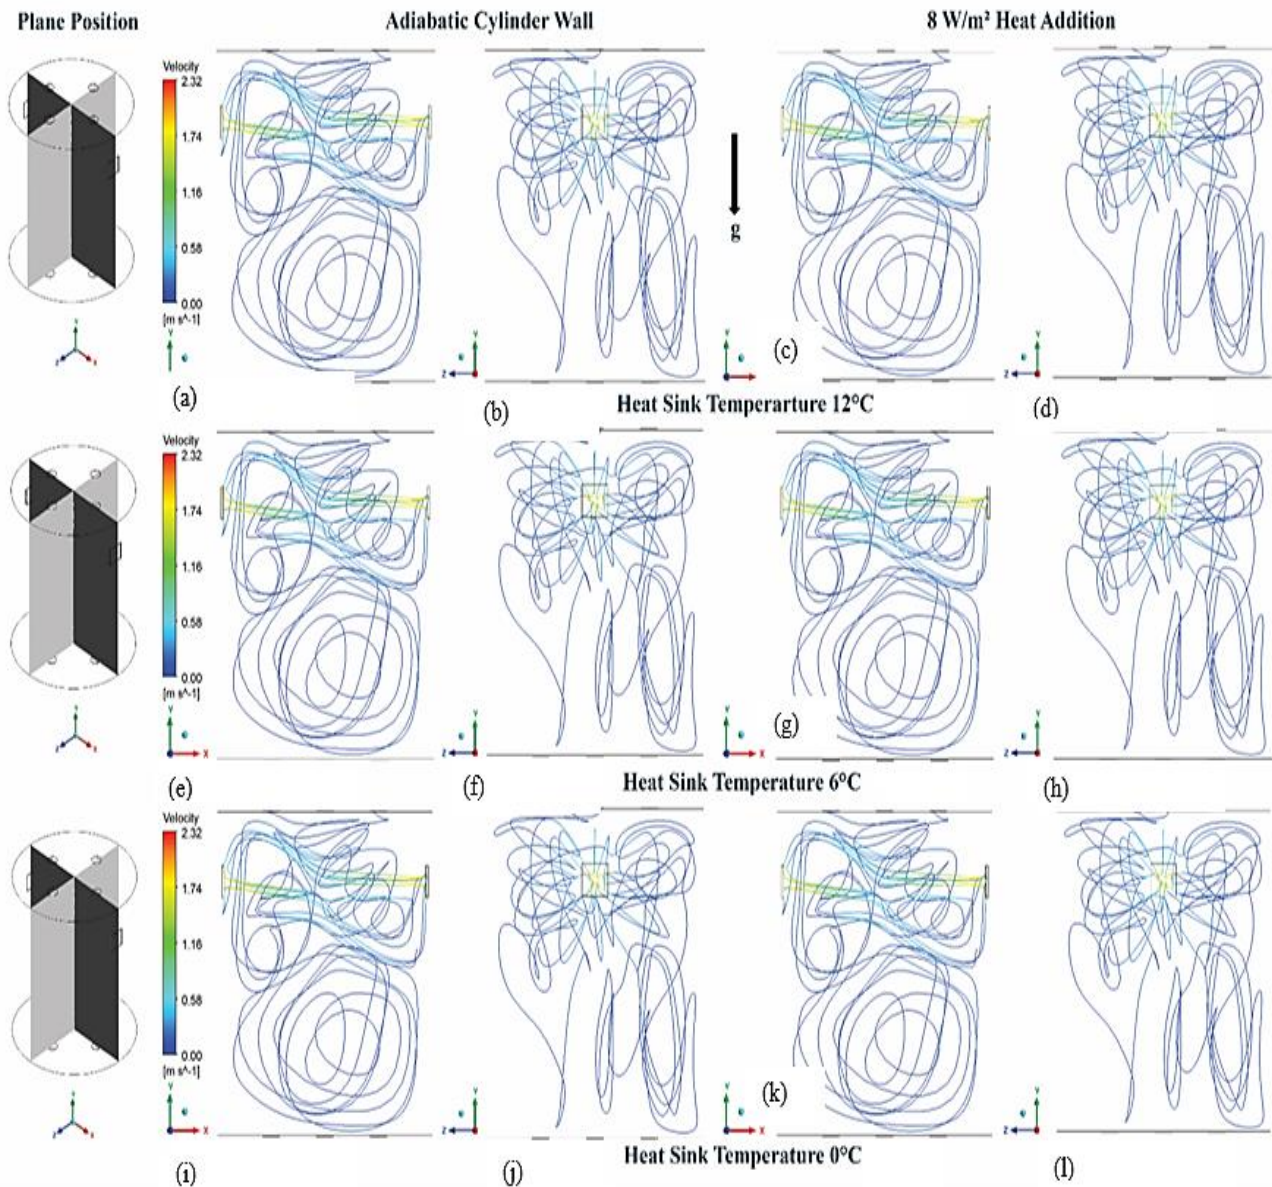 Plane Position
Adiabatic Cylinder Wall
8 W/m² Heat Addition
Velocity
2.32
1.74
1.16
0.58
0.00
[m s^-1]
g
Y
Y
Z
Y
Y
Z
(a)
(b)
(c)
(d)
Heat Sink Temperarture 12°C
Velocity
2.32
1.74
1.16
0.58
0.00
[m s^-1]
Y
X
Y
Z
Y
Y
Z
(e)
(f)
(g)
(h)
Heat Sink Temperature 6°C
Velocity
2.32
1.74
1.16
0.58
0.00
[m s^-1]
Y
X
Y
Z
Y
X
Y
Z
(i)
(j)
(k)
(l)
Heat Sink Temperature 0°C